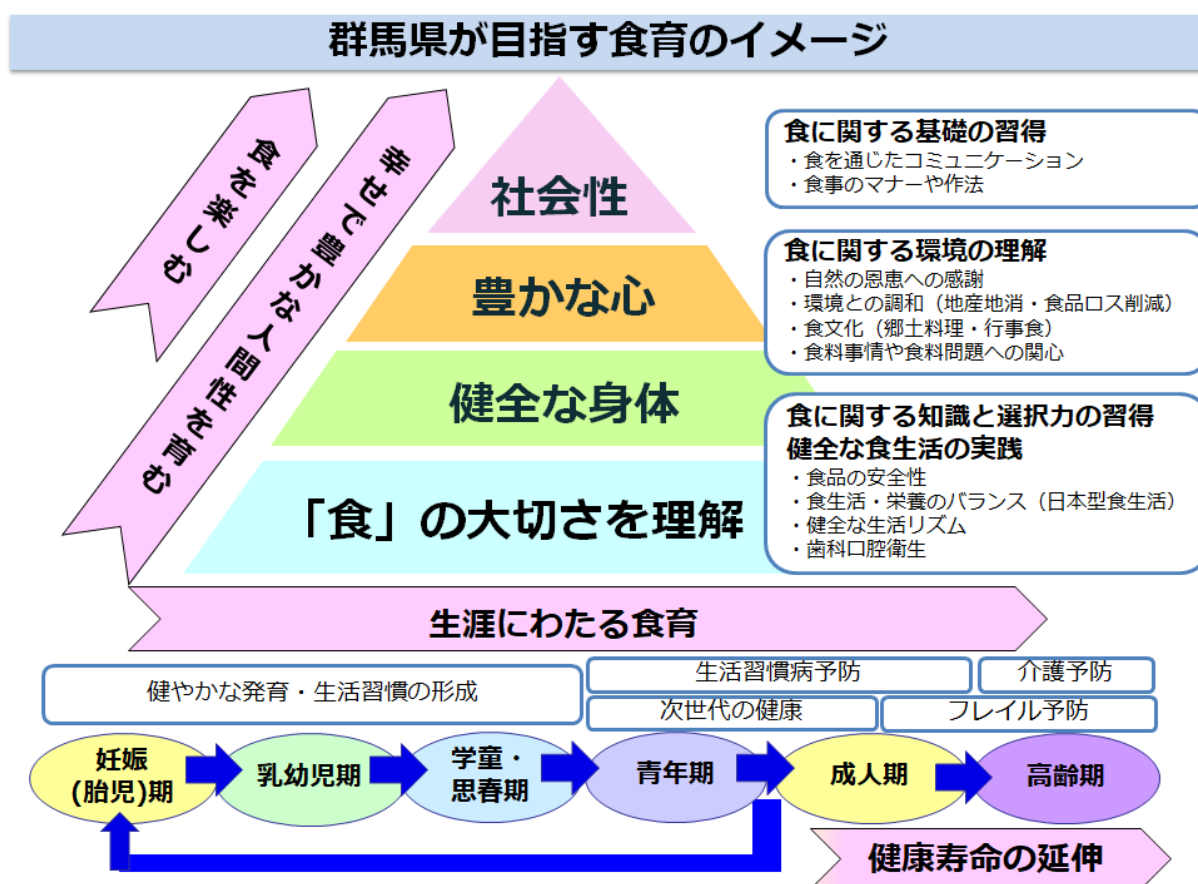 群馬県が目指す食育のイメージ
食を楽しむ
幸せで豊かな人間性を育む
社会性
豊かな心
健全な身体
「食」の大切さを理解
食に関する基礎の習得
・食を通じたコミュニケーション
・食事のマナーや作法
食に関する環境の理解
・自然の恩恵への感謝
・環境との調和（地産地消・食品ロス削減）
・食文化（郷土料理・行事食）
・食料事情や食料問題への関心
食に関する知識と選択力の習得
健全な食生活の実践
・食品の安全性
・食生活・栄養のバランス（日本型食生活）
・健全な生活リズム
・歯科口腔衛生
生涯にわたる食育
健やかな発育・生活習慣の形成
生活習慣病予防
介護予防
次世代の健康
フレイル予防
妊娠
(胎児)期
乳幼児期
学童・
思春期
青年期
成人期
高齢期
健康寿命の延伸